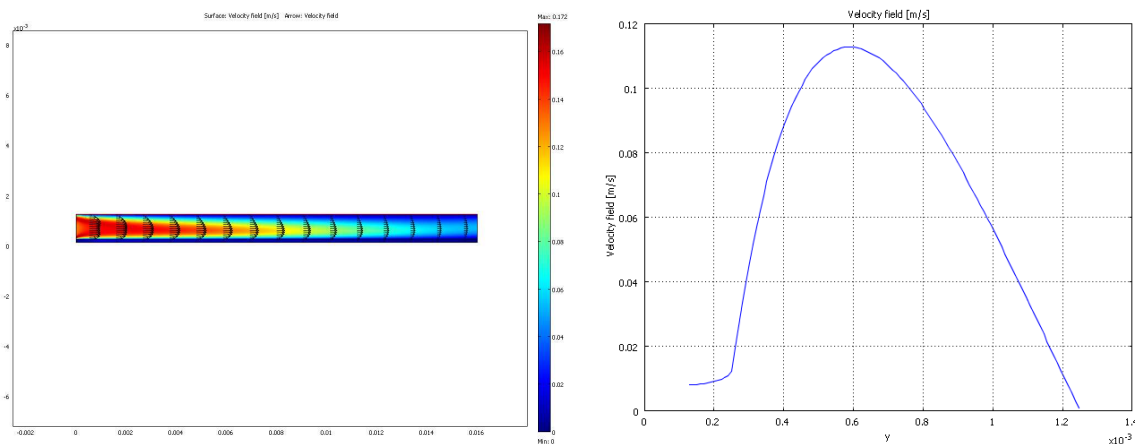 Surface: Velocity field [m/s] Arrow: Velocity field
x10⁻³
Max: 0.172
8
6
4
2
0
-2
-4
-6
-0.002 0 0.002 0.004 0.006 0.008 0.01 0.012 0.014 0.016
0.16
0.14
0.12
0.1
0.08
0.06
0.04
0.02
0
Min: 0
Velocity field [m/s]
0.12
0.1
0.08
0.06
0.04
0.02
0
Velocity field [m/s]
0 0.2 0.4 0.6 0.8 1.0 1.2 1.4
x10⁻³
y